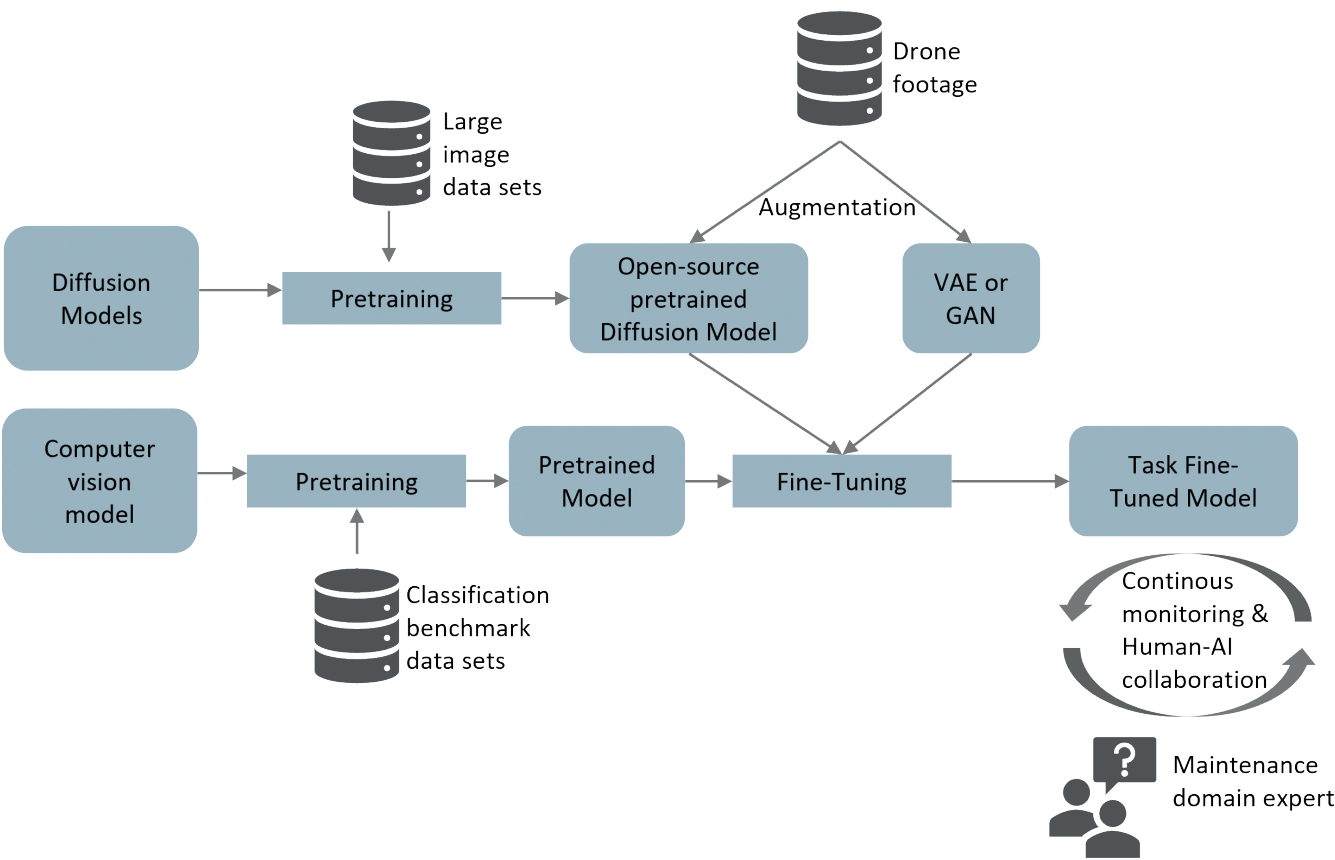 Drone
footage
Large
image
data sets
Augmentation
Diffusion
Models
Pretraining
Open-source
pretrained
Diffusion Model
VAE or
GAN
Computer
vision
model
Pretraining
Pretrained
Model
Fine-Tuning
Task Fine-
Tuned Model
Classification
benchmark
data sets
Continous
monitoring &
Human-AI
collaboration
?
Maintenance
domain expert